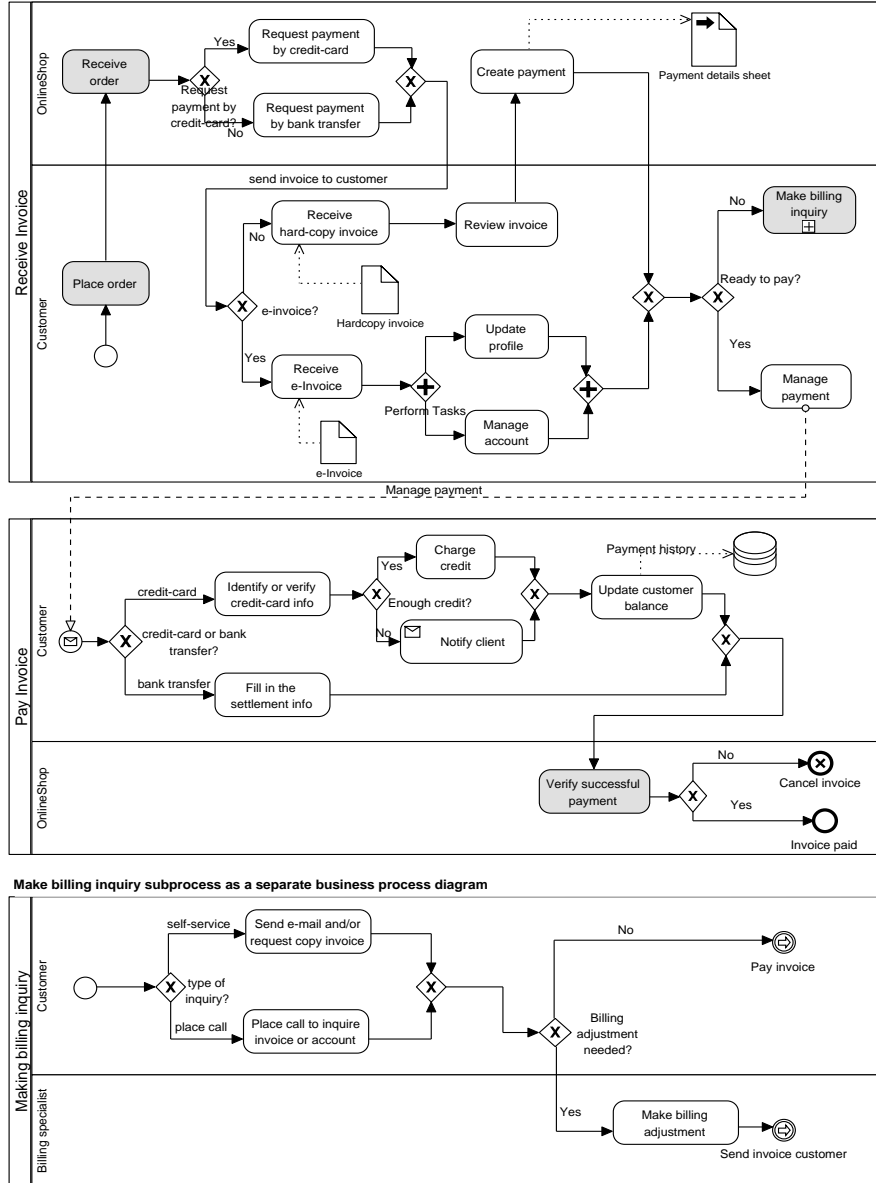 Receive Invoice
OnlineShop
Receive
order
Request
payment by
credit-card?
Yes
Request payment
by credit-card
No
Request payment
by bank transfer
X
X
Create payment
Payment details sheet
Customer
send invoice to customer
Place order
X
e-invoice?
No
Receive
hard-copy invoice
Review invoice
Hardcopy invoice
Yes
Receive
e-Invoice
e-Invoice
Perform Tasks
Update
profile
Manage
account
X
X
Ready to pay?
No
Make billing
inquiry
Yes
Manage
payment
Manage payment
Pay Invoice
Customer
X
credit-card or bank
transfer?
credit-card
Identify or verify
credit-card info
X
Enough credit?
Yes
Charge
credit
No
Notify client
X
Payment history
Update customer
balance
X
bank transfer
Fill in the
settlement info
OnlineShop
Verify successful
payment
X
No
Cancel invoice
Yes
Invoice paid
Make billing inquiry subprocess as a separate business process diagram
Making billing inquiry
Customer
X
type of
inquiry?
self-service
Send e-mail and/or
request copy invoice
place call
Place call to inquire
invoice or account
X
X
Billing
adjustment
needed?
No
Pay invoice
Billing specialist
Yes
Make billing
adjustment
Send invoice customer